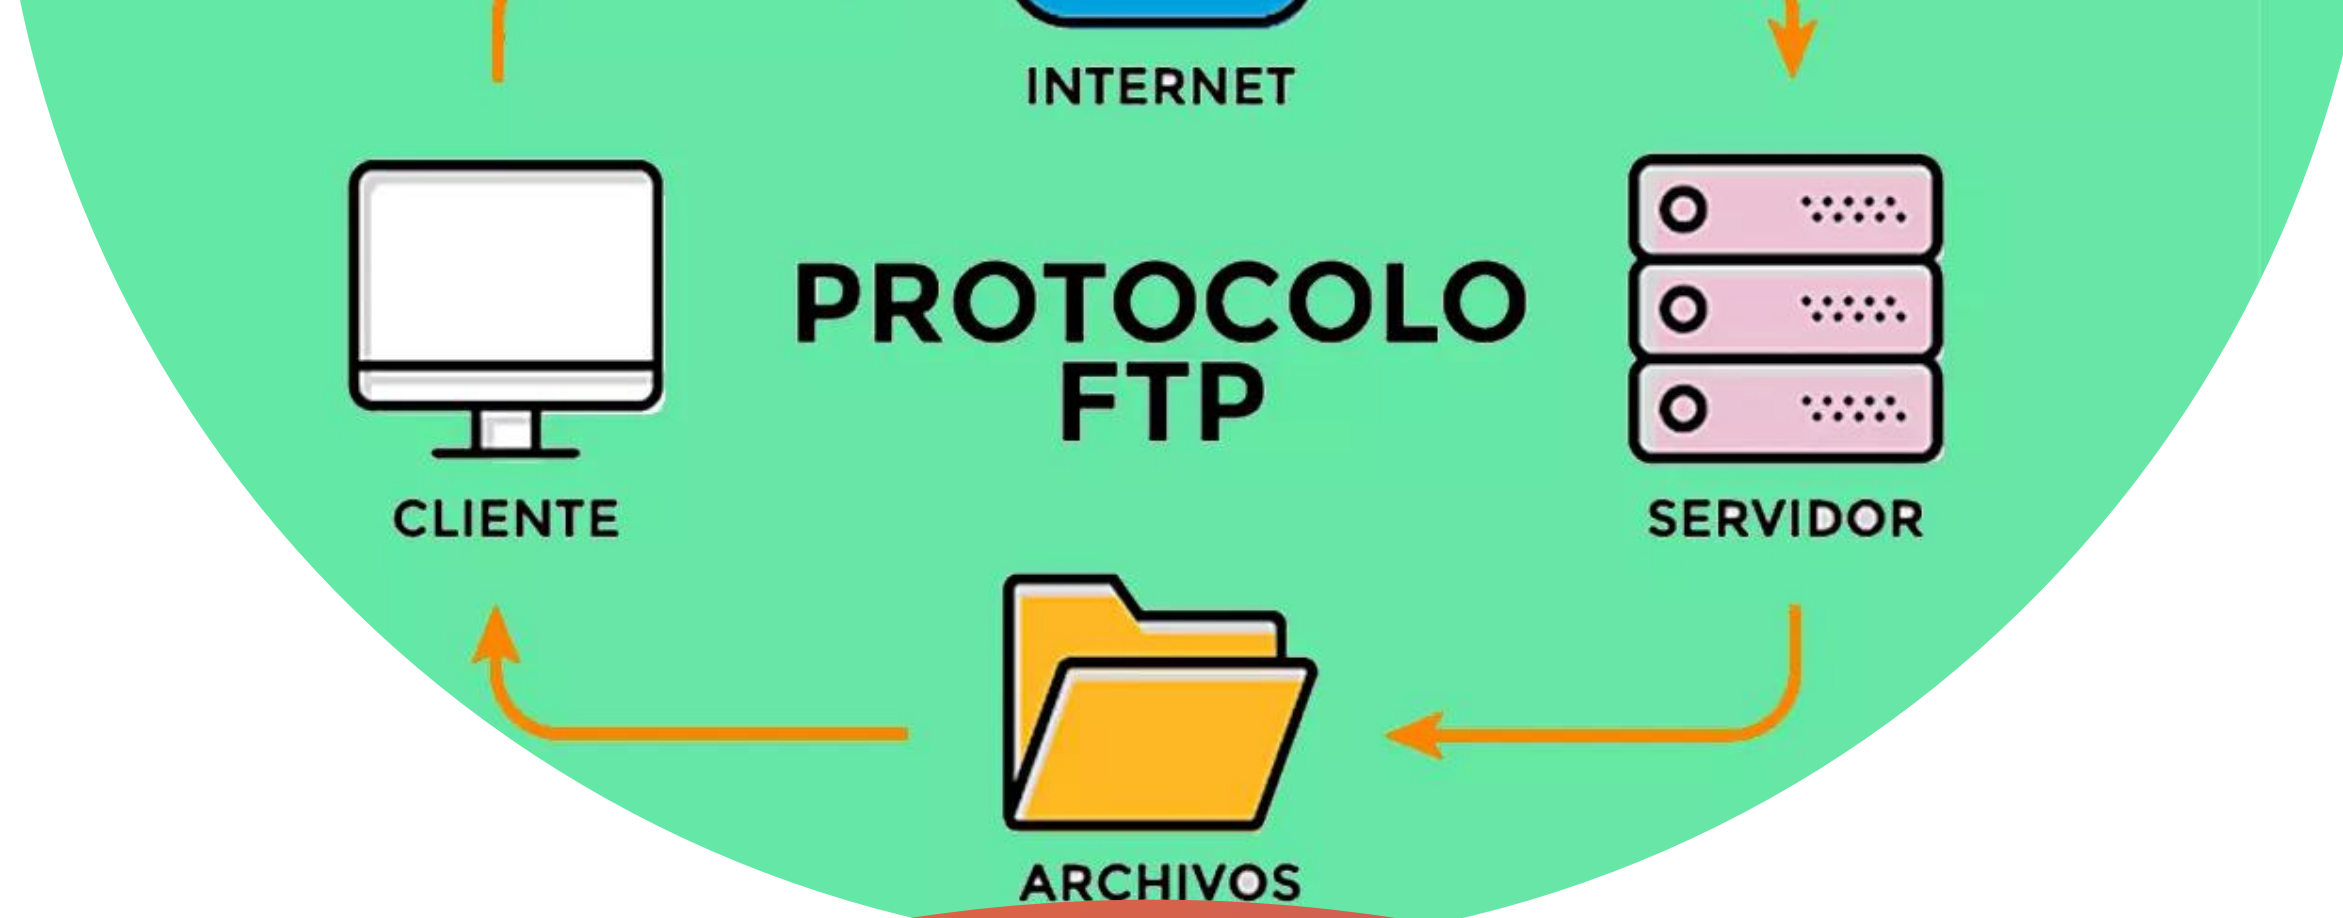 INTERNET
PROTOCOLO
FTP
CLIENTE
SERVIDOR
ARCHIVOS